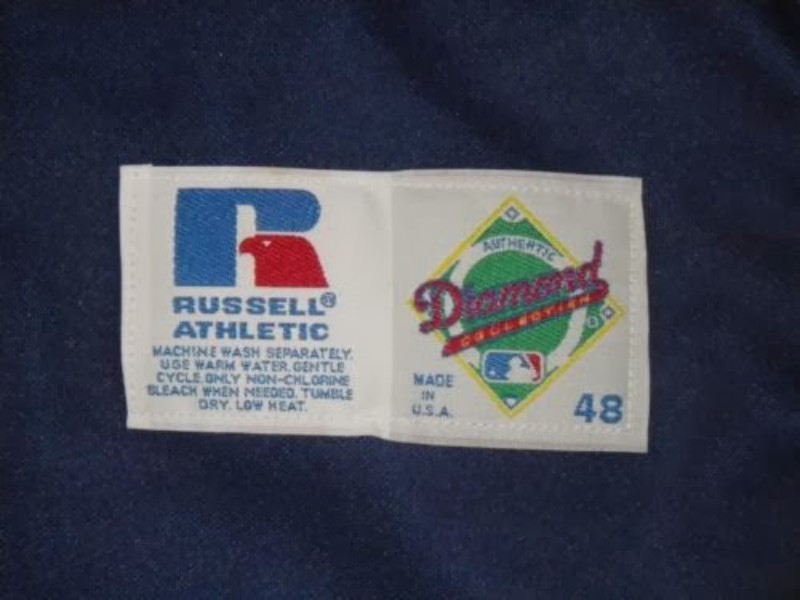 RUSSELL®
ATHLETIC
MACHINE WASH SEPARATELY.
USE WARM WATER. GENTLE
CYCLE. ONLY NON-CHLORINE
BLEACH WHEN NEEDED. TUMBLE
DRY. LOW HEAT.
AUTHENTIC
Diamond
COLLECTION
MADE
IN
U.S.A.
48